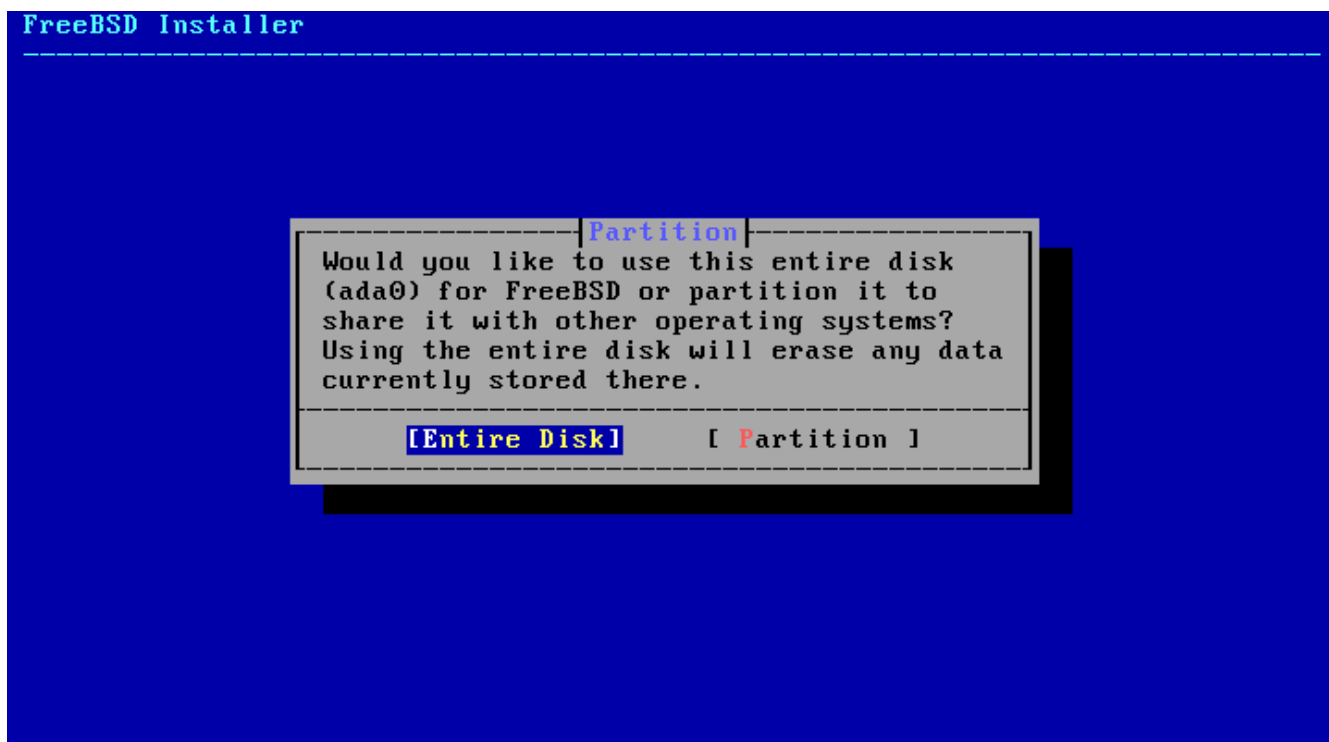 FreeBSD Installer
Partition
Would you like to use this entire disk
(ada0) for FreeBSD or partition it to
share it with other operating systems?
Using the entire disk will erase any data
currently stored there.
[Entire Disk] [ Partition ]